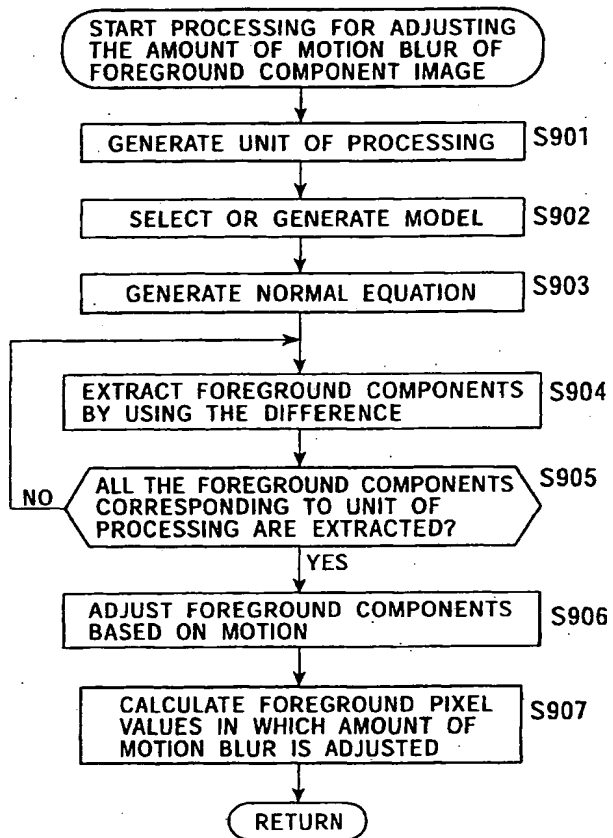 START PROCESSING FOR ADJUSTING
THE AMOUNT OF MOTION BLUR OF
FOREGROUND COMPONENT IMAGE
GENERATE UNIT OF PROCESSING
S901
SELECT OR GENERATE MODEL
S902
GENERATE NORMAL EQUATION
S903
EXTRACT FOREGROUND COMPONENTS
BY USING THE DIFFERENCE
S904
ALL THE FOREGROUND COMPONENTS
CORRESPONDING TO UNIT OF
PROCESSING ARE EXTRACTED?
S905
NO
YES
ADJUST FOREGROUND COMPONENTS
BASED ON MOTION
S906
CALCULATE FOREGROUND PIXEL
VALUES IN WHICH AMOUNT OF
MOTION BLUR IS ADJUSTED
S907
RETURN